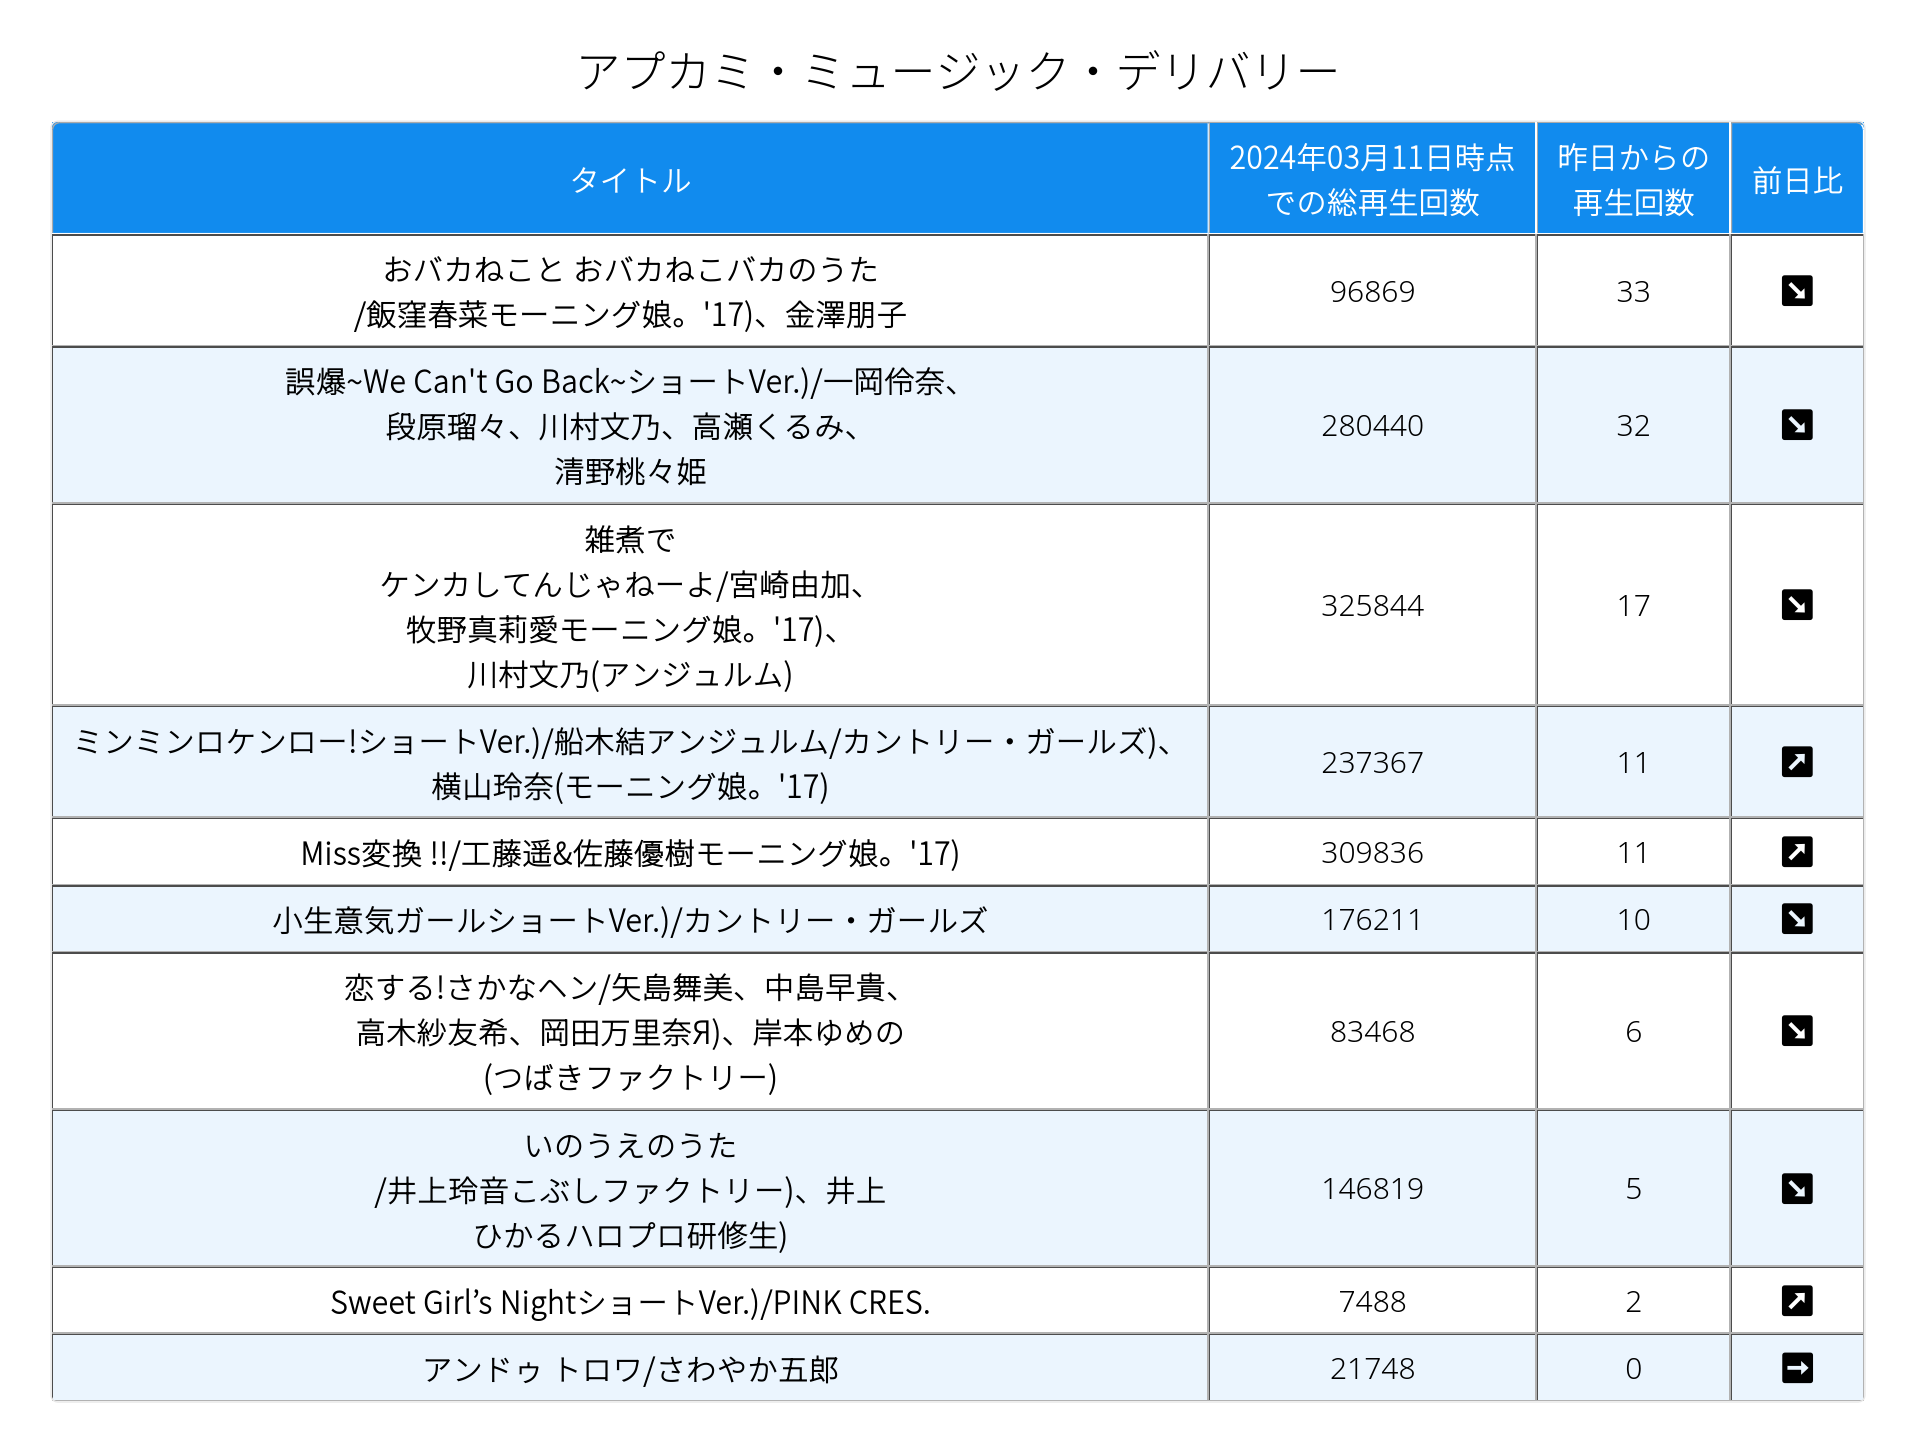 アプカミ・ミュージック・デリバリー
タイトル
2024年03月11日時点
での総再生回数
昨日からの
再生回数
前日比
おバカねこと おバカねこバカのうた
/飯窪春菜モーニング娘。'17)、金澤朋子
96869
33
↘
誤爆~We Can't Go Back~ショートVer.)/一岡伶奈、
段原瑠々、川村文乃、高瀬くるみ、
清野桃々姫
280440
32
↘
雑煮で
ケンカしてんじゃねーよ/宮崎由加、
牧野真莉愛モーニング娘。'17)、
川村文乃(アンジュルム)
325844
17
↘
ミンミンロケンロー!ショートVer.)/船木結アンジュルム/カントリー・ガールズ)、
横山玲奈(モーニング娘。'17)
237367
11
↗
Miss変換 !!/工藤遥&佐藤優樹モーニング娘。'17)
309836
11
↗
小生意気ガールショートVer.)/カントリー・ガールズ
176211
10
↘
恋する!さかなヘン/矢島舞美、中島早貴、
高木紗友希、岡田万里奈Я)、岸本ゆめの
(つばきファクトリー)
83468
6
↘
いのうえのうた
/井上玲音こぶしファクトリー)、井上
ひかるハロプロ研修生)
146819
5
↘
Sweet Girl’s NightショートVer.)/PINK CRES.
7488
2
↗
アンドゥ トロワ/さわやか五郎
21748
0
→